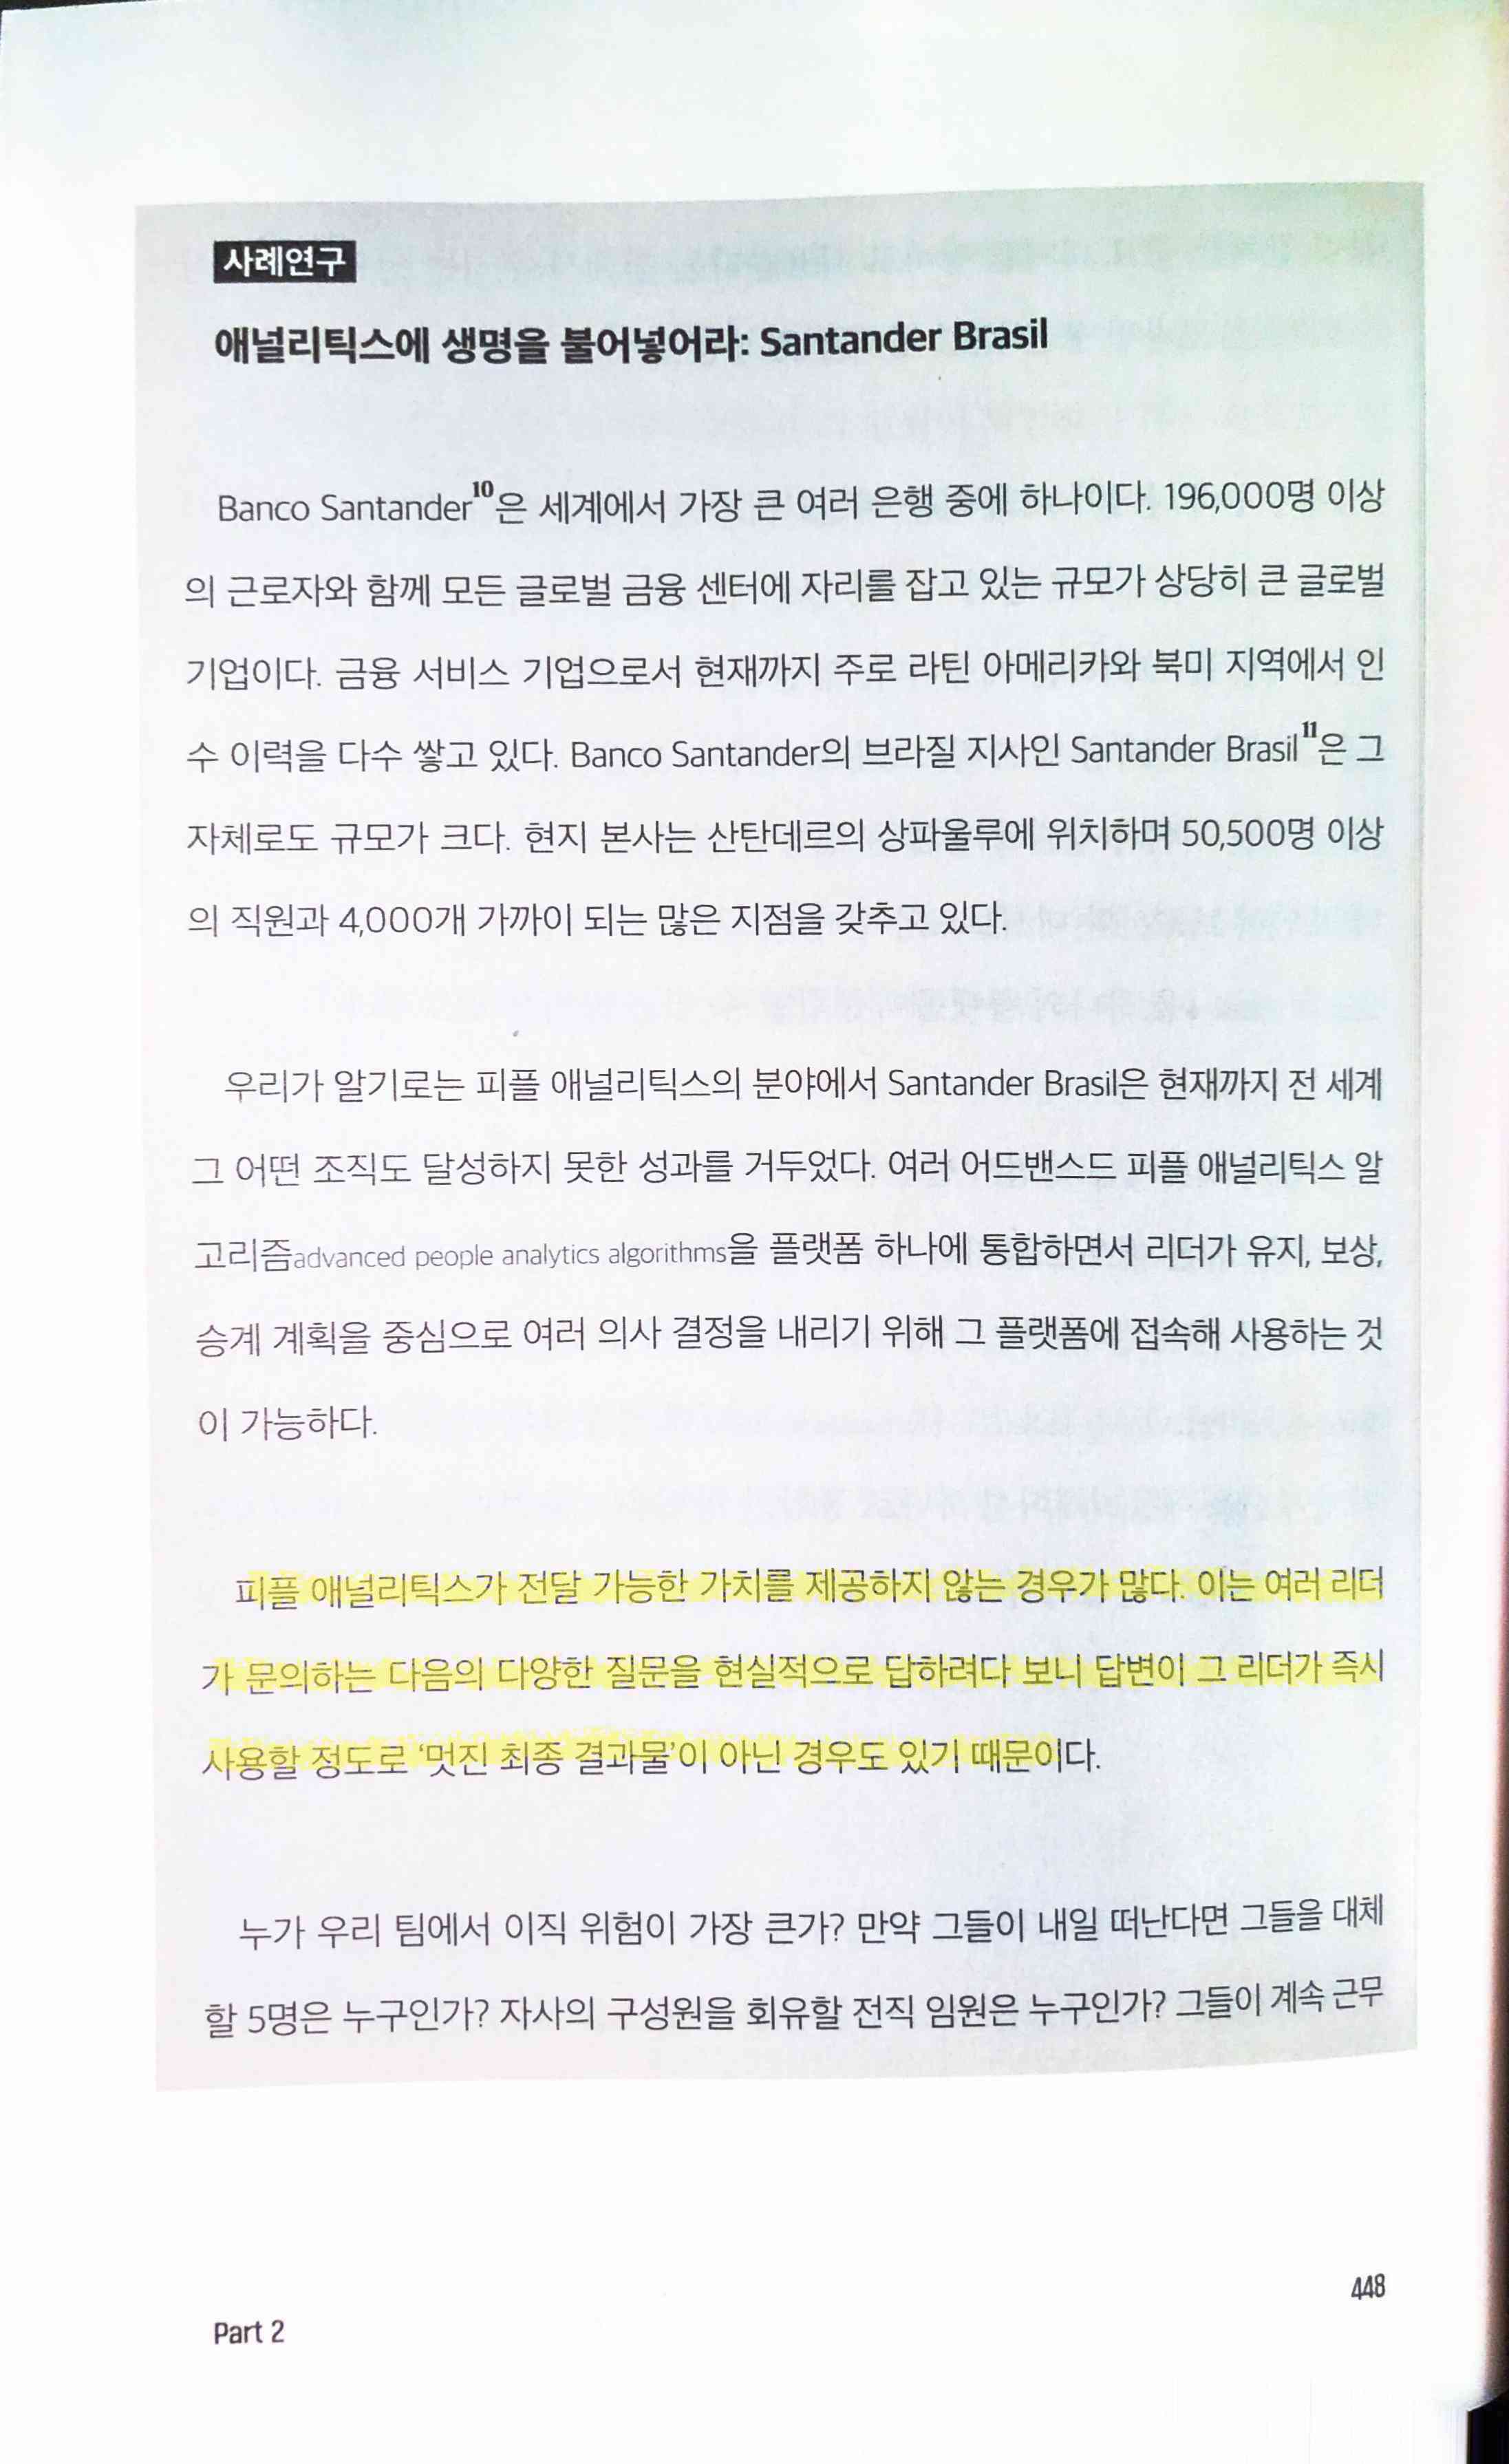 사례연구
애널리틱스에 생명을 불어넣어라: Santander Brasil
Banco Santander10은 세계에서 가장 큰 여러 은행 중에 하나이다. 196,000명 이상
의 근로자와 함께 모든 글로벌 금융 센터에 자리를 잡고 있는 규모가 상당히 큰 글로벌
기업이다. 금융 서비스 기업으로서 현재까지 주로 라틴 아메리카와 북미 지역에서 인
수 이력을 다수 쌓고 있다. Banco Santander의 브라질 지사인 Santander Brasil11은 그
자체로도 규모가 크다. 현지 본사는 산탄데르의 상파울루에 위치하며 50,500명 이상
의 직원과 4,000개 가까이 되는 많은 지점을 갖추고 있다.
우리가 알기로는 피플 애널리틱스의 분야에서 Santander Brasil은 현재까지 전 세계
그 어떤 조직도 달성하지 못한 성과를 거두었다. 여러 어드밴스드 피플 애널리틱스 알
고리즘advanced people analytics algorithms을 플랫폼 하나에 통합하면서 리더가 유지, 보상,
승계 계획을 중심으로 여러 의사 결정을 내리기 위해 그 플랫폼에 접속해 사용하는 것
이 가능하다.
피플 애널리틱스가 전달 가능한 가치를 제공하지 않는 경우가 많다. 이는 여러 리더
가 문의하는 다음의 다양한 질문을 현실적으로 답하려다 보니 답변이 그 리더가 즉시
사용할 정도로 ‘멋진 최종 결과물’이 아닌 경우도 있기 때문이다.
누가 우리 팀에서 이직 위험이 가장 큰가? 만약 그들이 내일 떠난다면 그들을 대체
할 5명은 누구인가? 자사의 구성원을 회유할 전직 임원은 누구인가? 그들이 계속 근무
448
Part 2